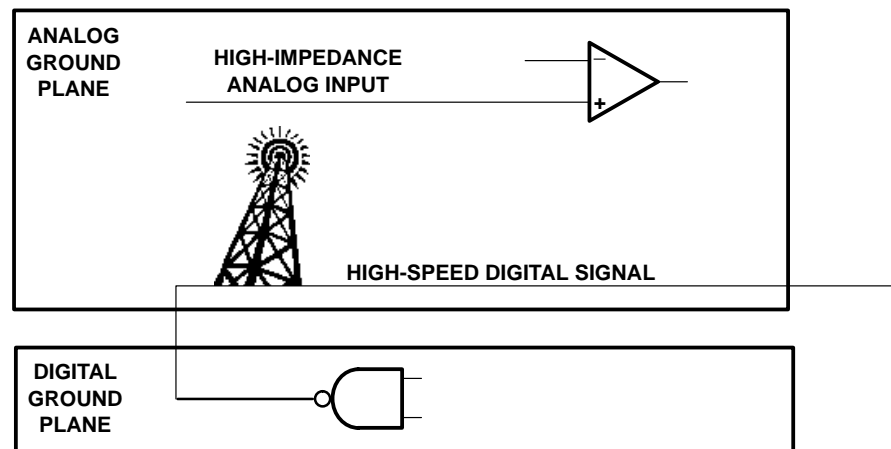 ANALOG
GROUND
PLANE
HIGH-IMPEDANCE
ANALOG INPUT
–
+
HIGH-SPEED DIGITAL SIGNAL
DIGITAL
GROUND
PLANE